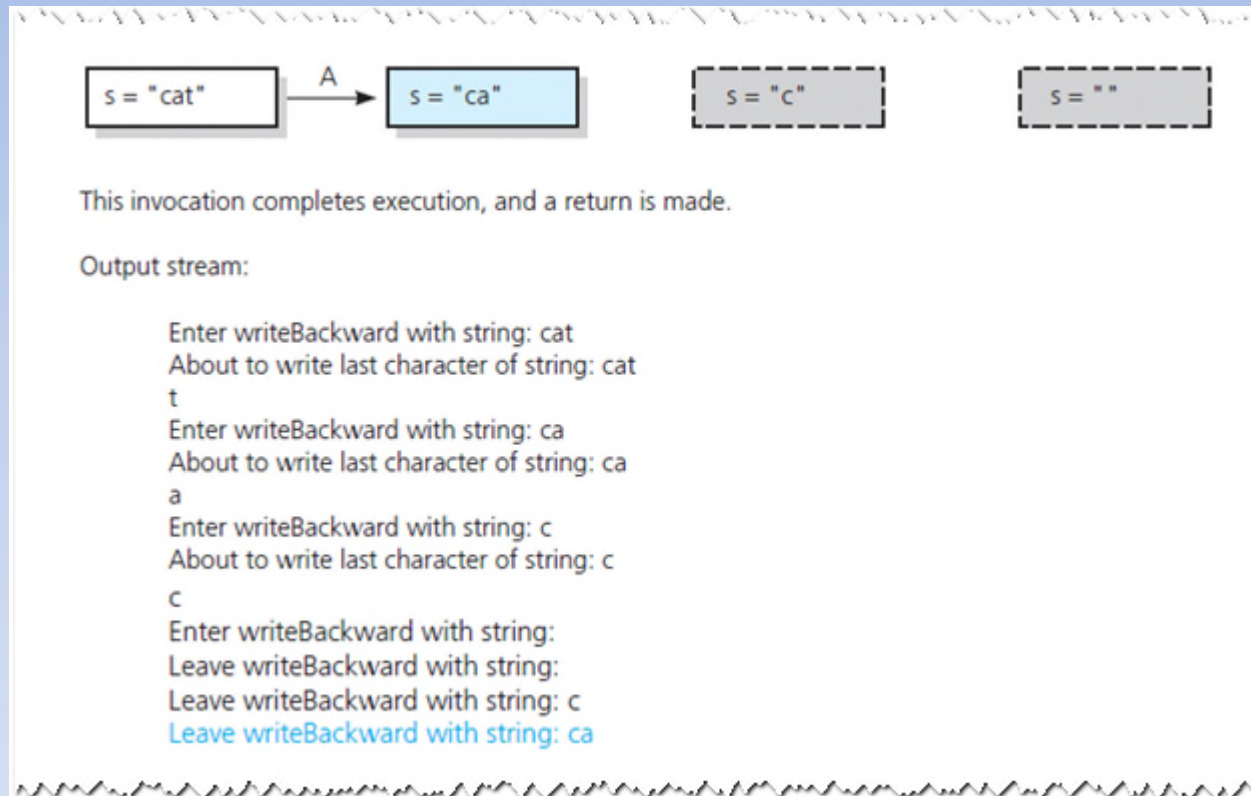 A
s = "cat" s = "ca" s = "c" s = " "
This invocation completes execution, and a return is made.
Output stream:
Enter writeBackward with string: cat
About to write last character of string: cat
t
Enter writeBackward with string: ca
About to write last character of string: ca
a
Enter writeBackward with string: c
About to write last character of string: c
c
Enter writeBackward with string:
Leave writeBackward with string:
Leave writeBackward with string: c
Leave writeBackward with string: ca